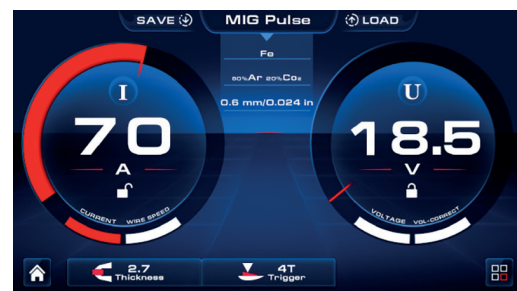 SAVE
MIG Pulse
LOAD
Fe
80%Ar 20%Co₂
0.6 mm/0.024 in
I
70
A
CURRENT WIRE SPEED
U
18.5
V
VOLTAGE VOL-CORRECT
2.7
Thickness
4T
Trigger